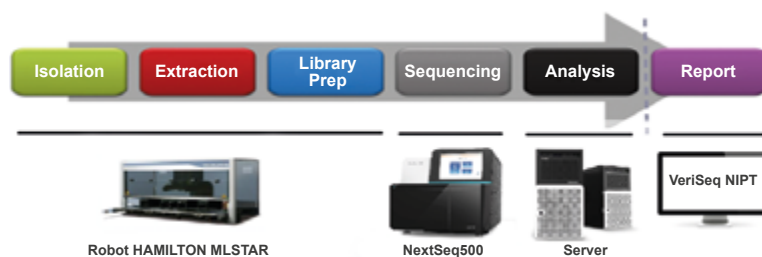 Isolation
Extraction
Library
Prep
Sequencing
Analysis
Report
VeriSeq NIPT
Robot HAMILTON MLSTAR
NextSeq500
Server